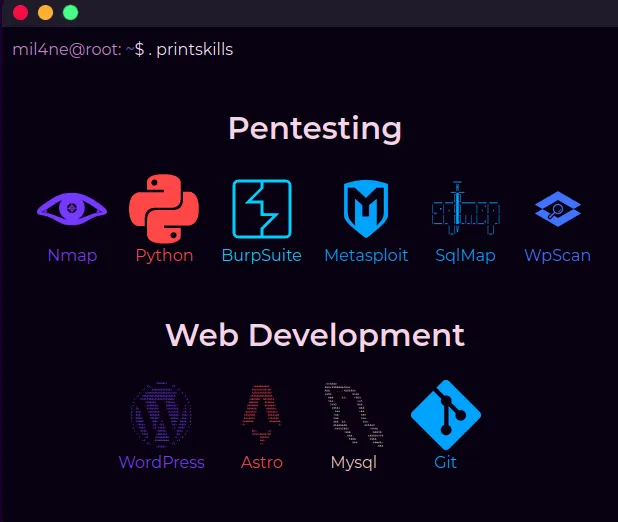 mil4ne@root: ~$ . printskills
Pentesting
Nmap Python BurpSuite Metasploit SqlMap WpScan
Web Development
WordPress Astro Mysql Git